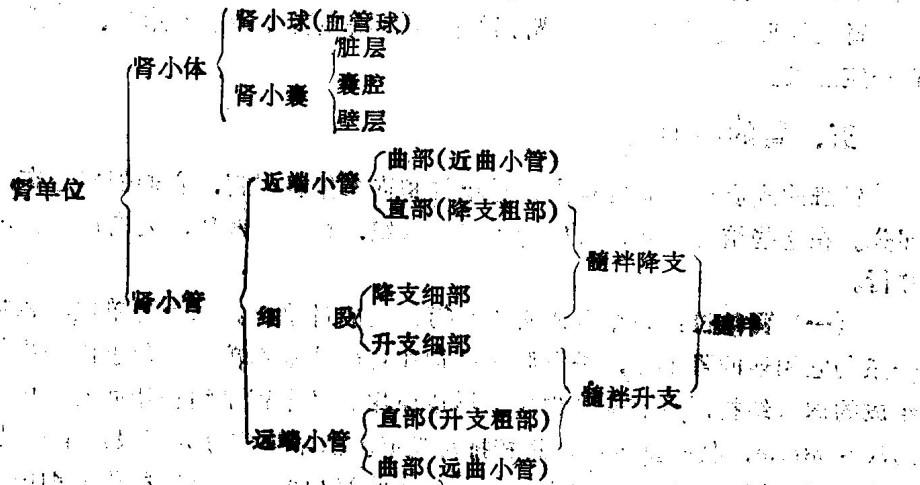 肾小球(血管球)
肾小体
脏层
肾小囊
囊腔
壁层
肾单位
近端小管
曲部(近曲小管)
直部(降支粗部)
髓袢降支
肾小管
细 段
降支细部
髓袢
升支细部
髓袢升支
远端小管
直部(升支粗部)
曲部(远曲小管)